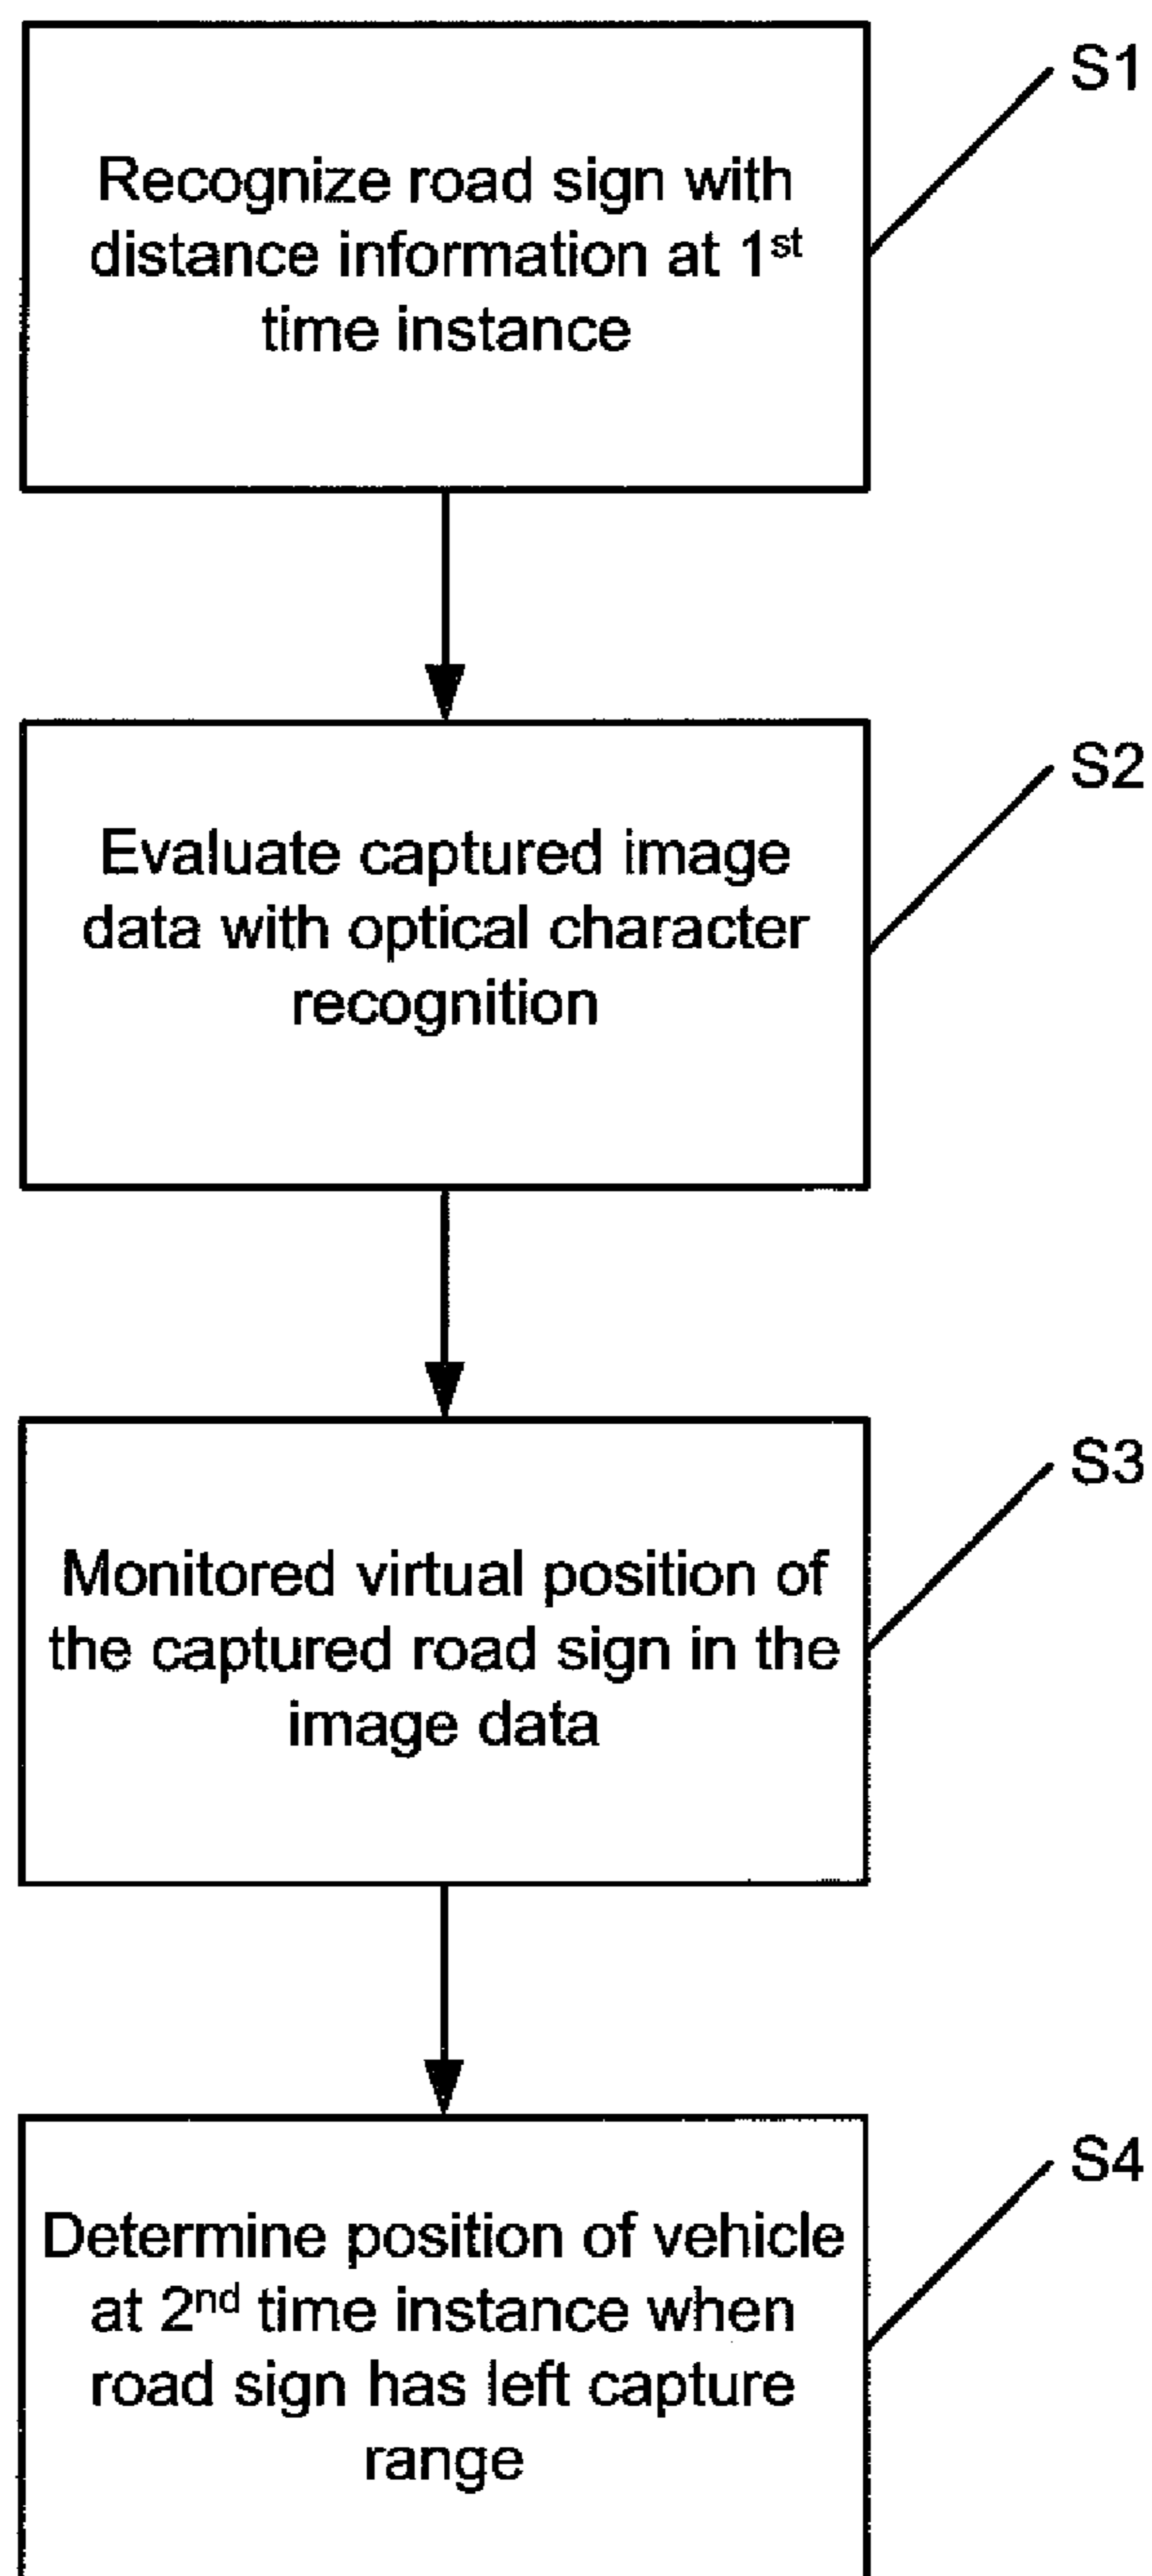 S1
Recognize road sign with
distance information at 1st
time instance
S2
Evaluate captured image
data with optical character
recognition
S3
Monitored virtual position of
the captured road sign in the
image data
S4
Determine position of vehicle
at 2nd time instance when
road sign has left capture
range